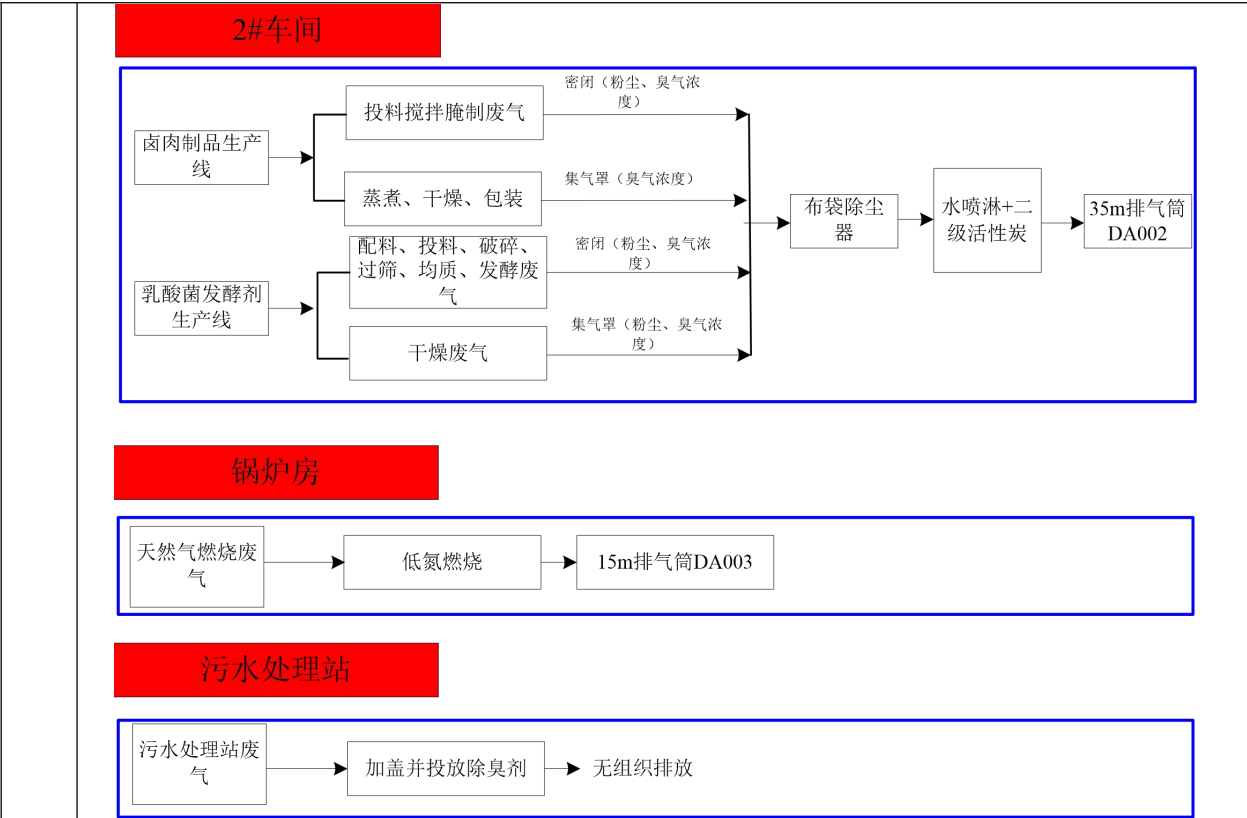 2#车间
密闭（粉尘、臭气浓
度）
投料搅拌腌制废气
卤肉制品生产
线
集气罩（臭气浓度）
蒸煮、干燥、包装
布袋除尘
器
水喷淋+二
级活性炭
35m排气筒
DA002
配料、投料、破碎、
过筛、均质、发酵废
气
密闭（粉尘、臭气浓
度）
乳酸菌发酵剂
生产线
集气罩（粉尘、臭气浓
度）
干燥废气
锅炉房
天然气燃烧废
气
低氮燃烧
15m排气筒DA003
污水处理站
污水处理站废
气
加盖并投放除臭剂
无组织排放